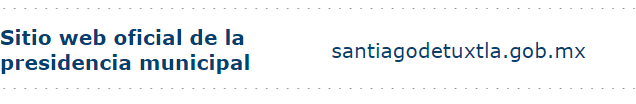 Sitio web oficial de la
presidencia municipal
santiagodetuxtla.gob.mx